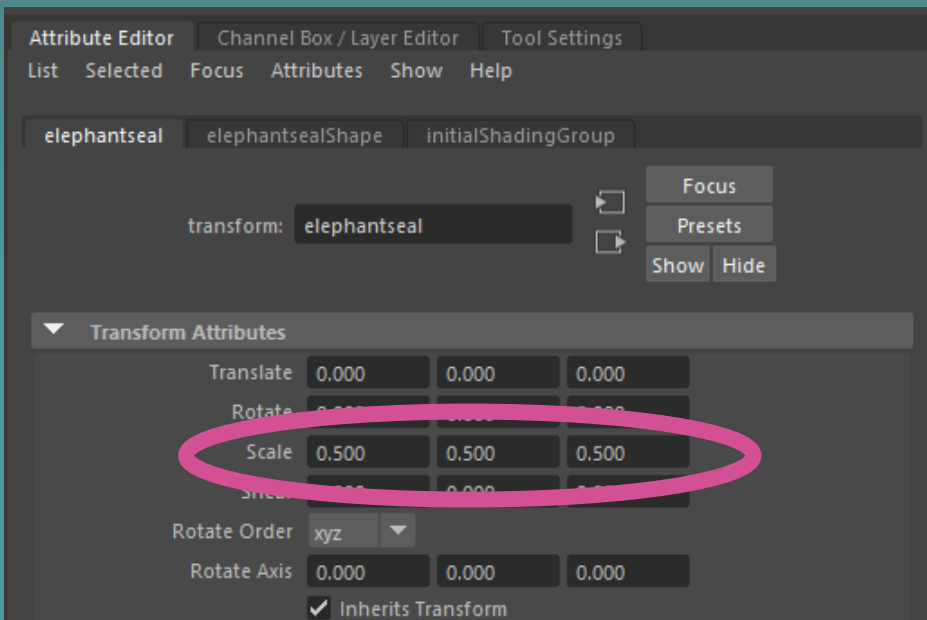 Attribute Editor Channel Box / Layer Editor Tool Settings
List Selected Focus Attributes Show Help
elephantseal elephantsealShape initialShadingGroup
Focus
transform: elephantseal Presets
Show Hide
Transform Attributes
Translate 0.000 0.000 0.000
Rotate
Scale 0.500 0.500 0.500
0.000
Rotate Order xyz
Rotate Axis 0.000 0.000 0.000
Inherits Transform